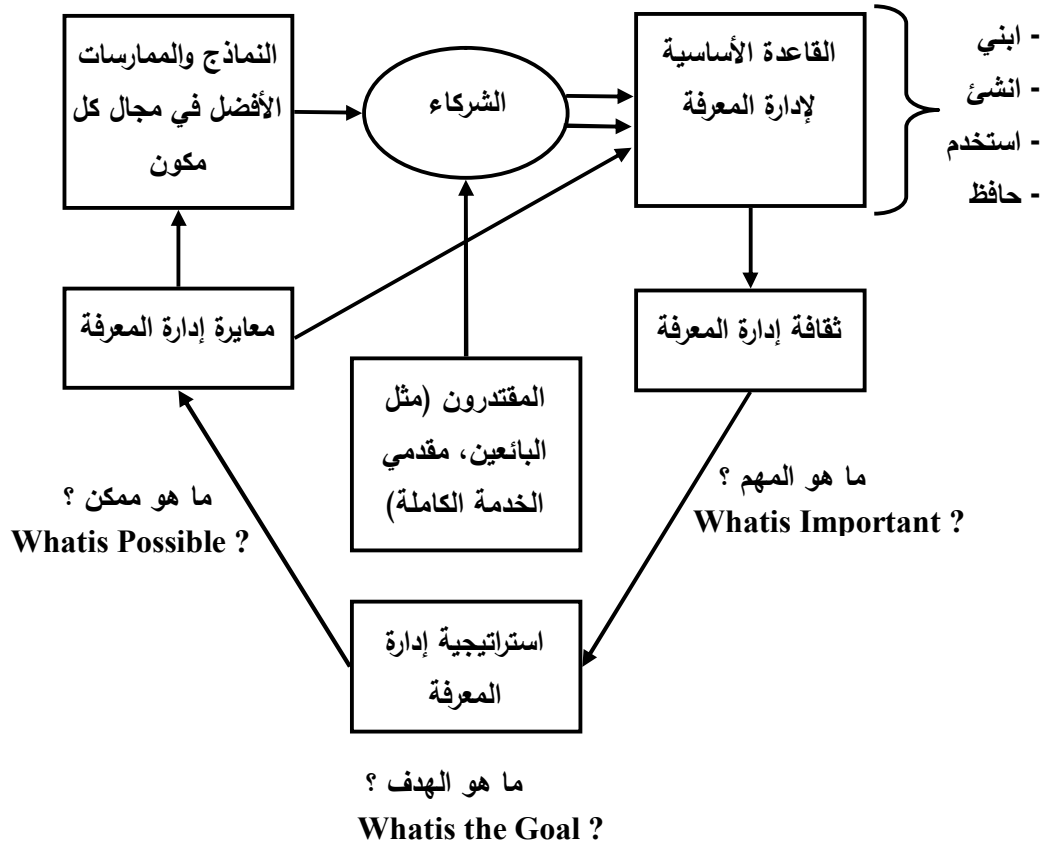 القاعدة الأساسية
لإدارة المعرفة
- ابني
- انشئ
- استخدم
- حافظ
الشركاء
النماذج والممارسات
الأفضل في مجال كل
مكون
ثقافة إدارة المعرفة
معايرة إدارة المعرفة
المقتدرون (مثل
البائعين، مقدمي
الخدمة الكاملة)
ما هو المهم ؟
Whatis Important ?
ما هو ممكن ؟
Whatis Possible ?
استراتيجية إدارة
المعرفة
ما هو الهدف ؟
Whatis the Goal ?